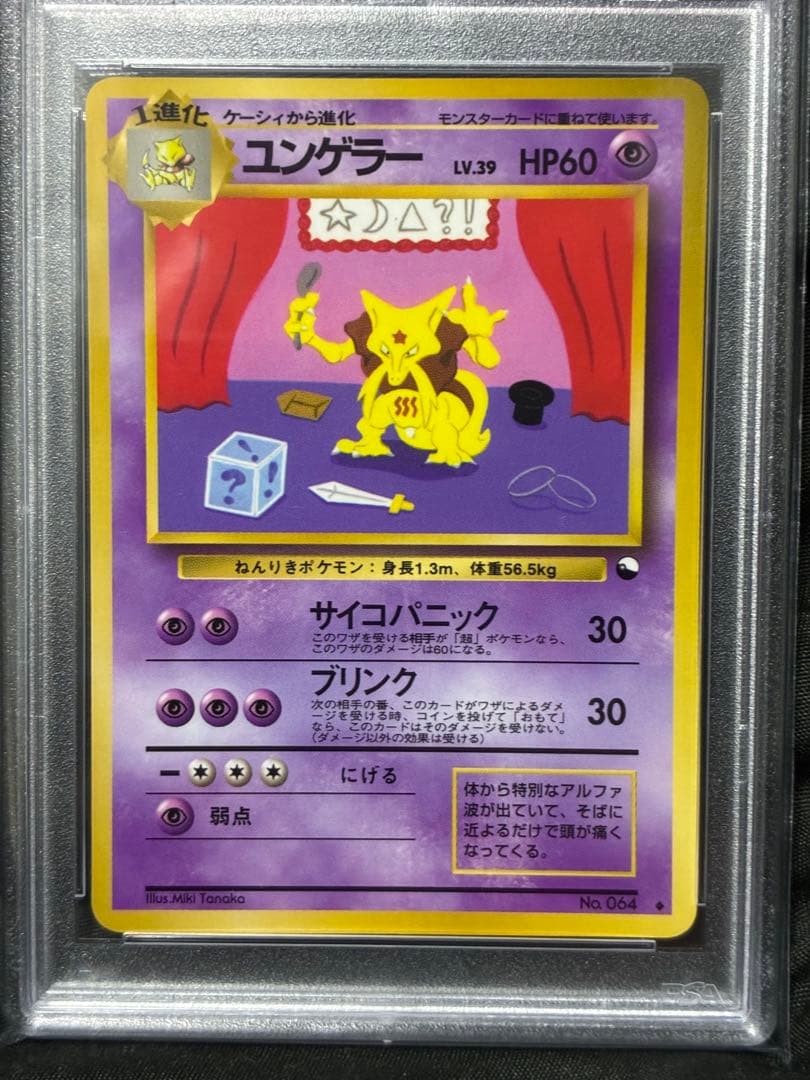 1進化 ケーシィから進化 モンスターカードに重ねて使います。
ユンゲラー LV.39 HP60
?!
ねんりきポケモン：身長1.3m、体重56.5kg
サイコパニック 30
このワザを受ける相手が「超」ポケモンなら、
このワザのダメージは60になる。
ブリンク 30
次の相手の番、このカードがワザによるダメ
ージを受ける時、コインを投げて「おもて」
なら、このカードはそのダメージを受けない。
（ダメージ以外の効果は受ける）
ー にげる
弱点
体から特別なアルファ
波が出ていて、そばに
近よるだけで頭が痛く
なってくる。
Illus.Miki Tanaka
No. 064
PSA